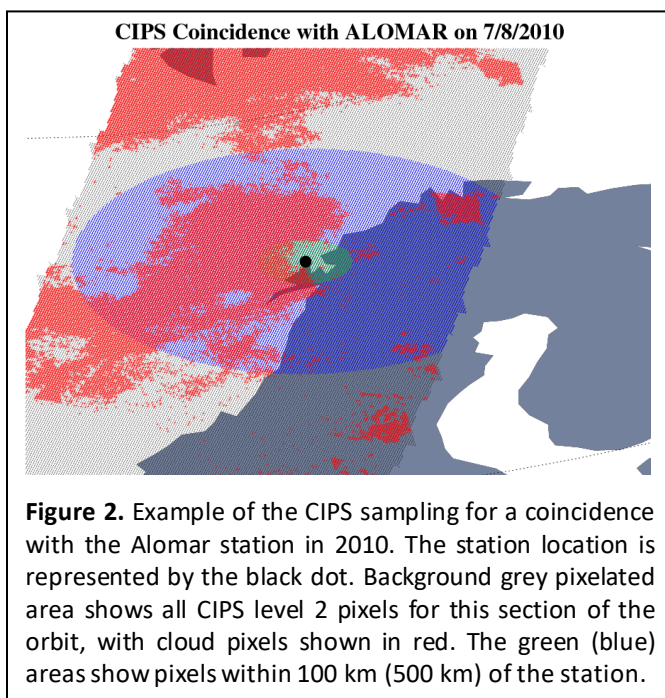 CIPS Coincidence with ALOMAR on 7/8/2010
Figure 2. Example of the CIPS sampling for a coincidence
with the Alomar station in 2010. The station location is
represented by the black dot. Background grey pixelated
area shows all CIPS level 2 pixels for this section of the
orbit, with cloud pixels shown in red. The green (blue)
areas show pixels within 100 km (500 km) of the station.